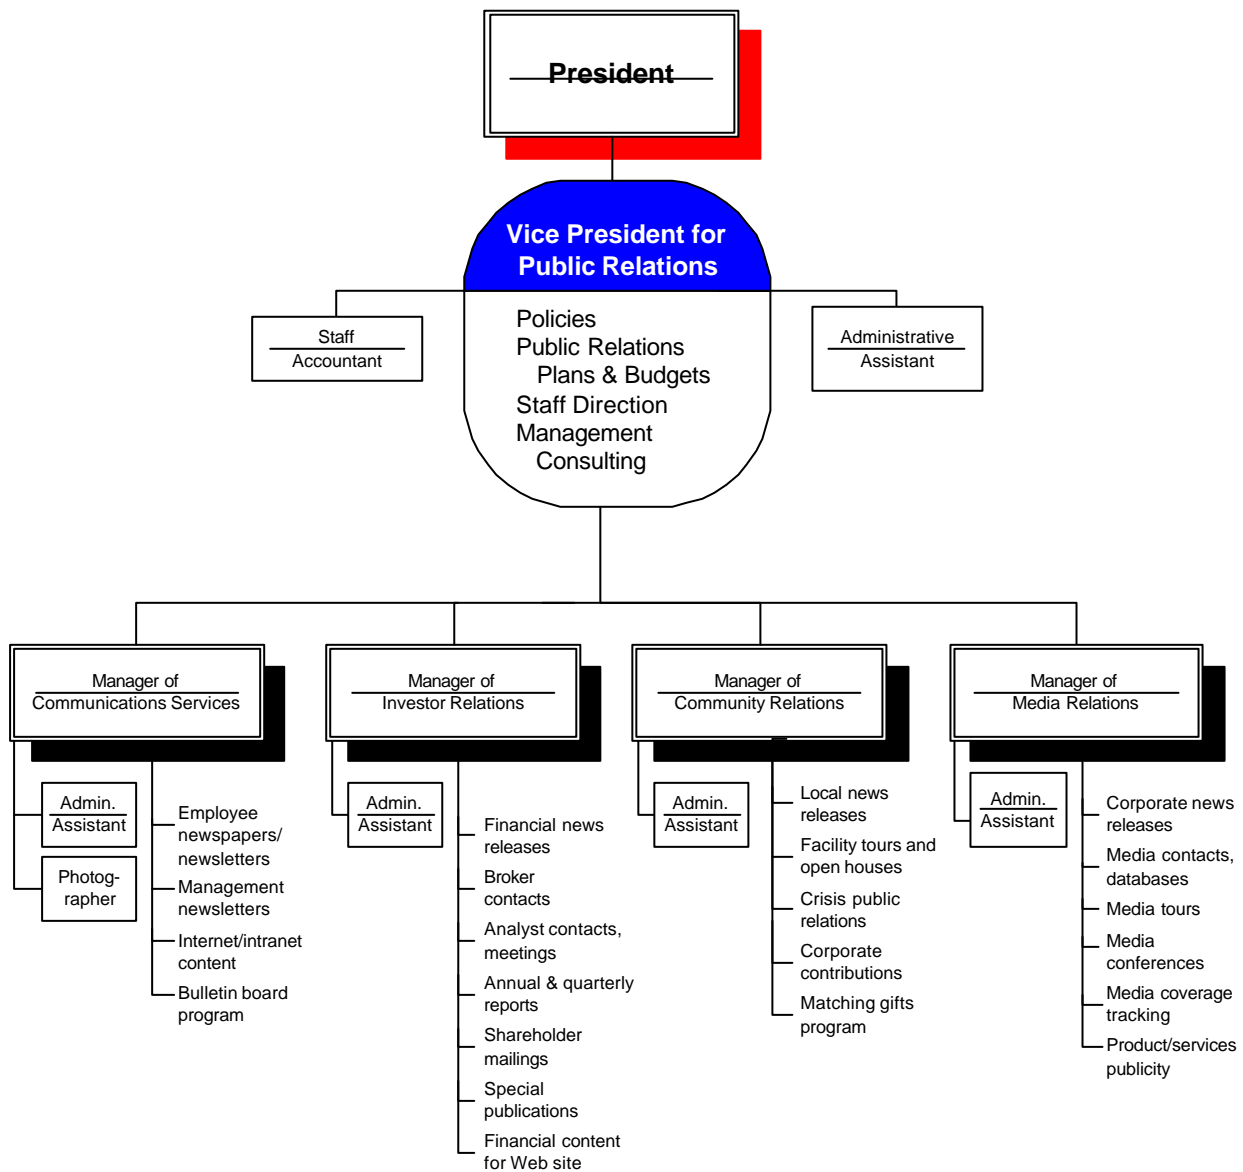 President
Vice President for
Public Relations
Policies
Public Relations
Plans & Budgets
Staff Direction
Management
Consulting
Staff
Accountant
Administrative
Assistant
Manager of
Communications Services
Admin.
Assistant
Photog-
rapher
Employee
newspapers/
newsletters
Management
newsletters
Internet/intranet
content
Bulletin board
program
Manager of
Investor Relations
Admin.
Assistant
Financial news
releases
Broker
contacts
Analyst contacts,
meetings
Annual & quarterly
reports
Shareholder
mailings
Special
publications
Financial content
for Web site
Manager of
Community Relations
Admin.
Assistant
Local news
releases
Facility tours and
open houses
Crisis public
relations
Corporate
contributions
Matching gifts
program
Manager of
Media Relations
Admin.
Assistant
Corporate news
releases
Media contacts,
databases
Media tours
Media
conferences
Media coverage
tracking
Product/services
publicity